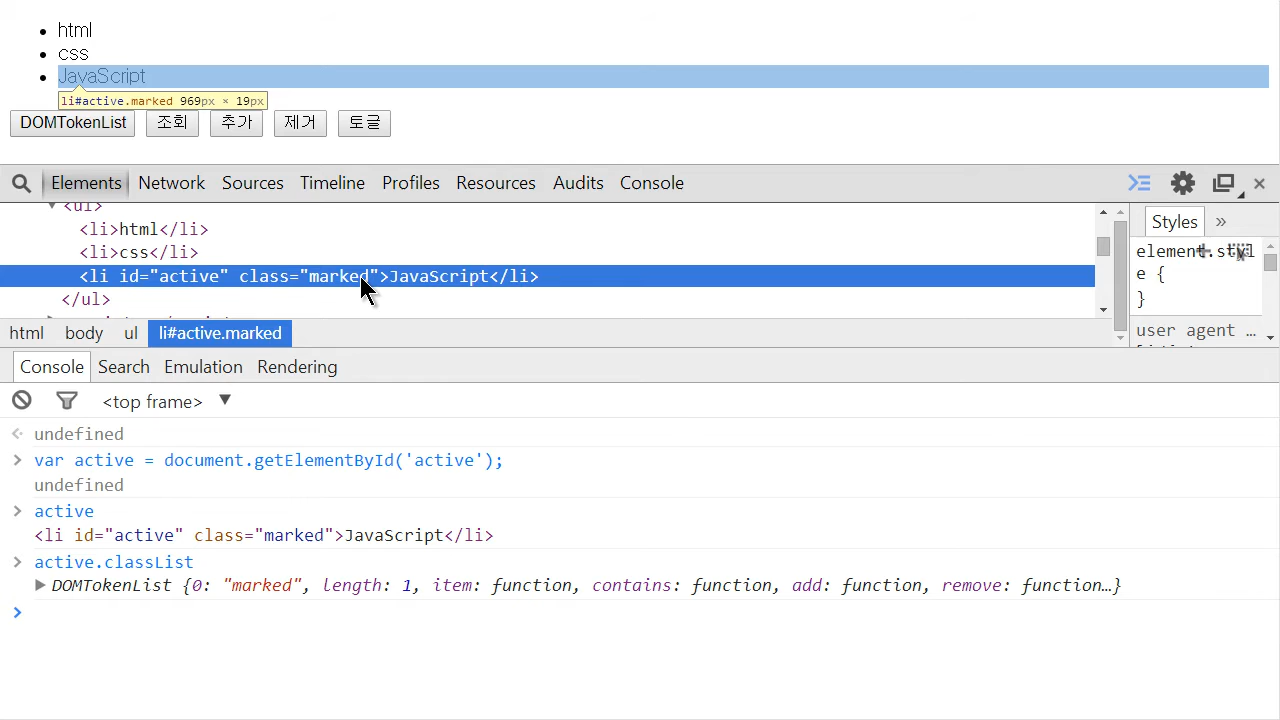 html
css
JavaScript
li#active.marked 969px × 19px
DOMTokenList 조회 추가 제거 토글
Elements Network Sources Timeline Profiles Resources Audits Console
<ul>
<li>html</li>
<li>css</li>
<li id="active" class="marked">JavaScript</li>
</ul>
Styles »
element.styl
e {
}
user agent …
html body ul li#active.marked
Console Search Emulation Rendering
<top frame> ▼
undefined
var active = document.getElementById('active');
undefined
active
<li id="active" class="marked">JavaScript</li>
active.classList
DOMTokenList {0: "marked", length: 1, item: function, contains: function, add: function, remove: function…}